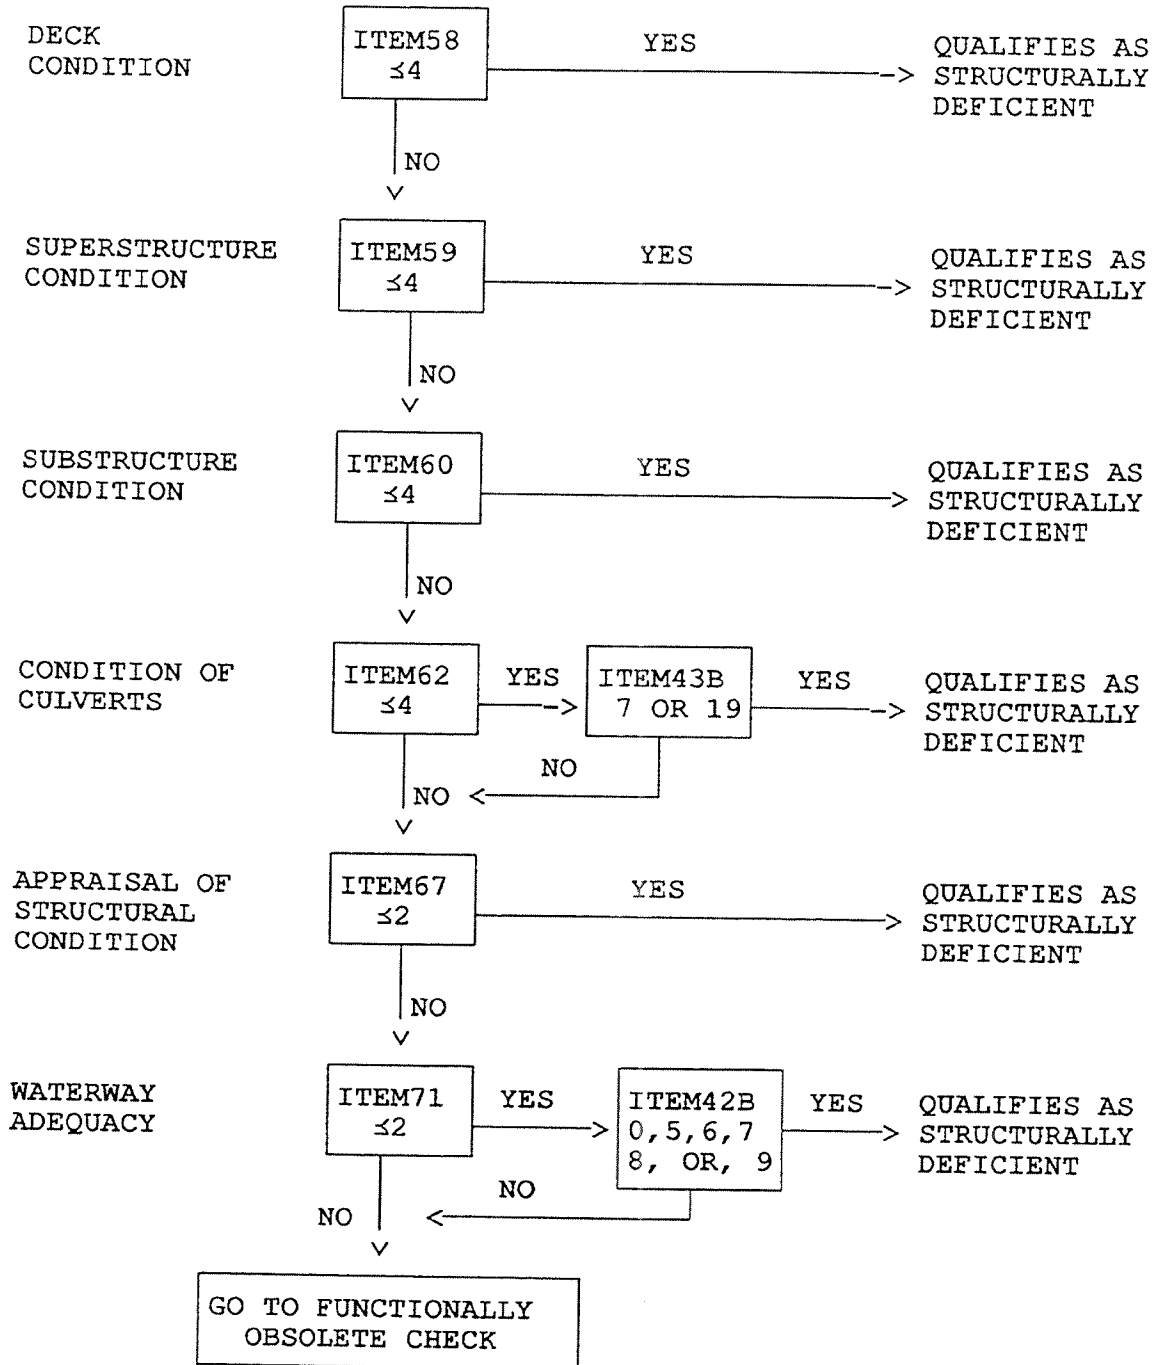 DECK
CONDITION
ITEM58
≤4
YES
QUALIFIES AS
STRUCTURALLY
DEFICIENT
NO
SUPERSTRUCTURE
CONDITION
ITEM59
≤4
YES
QUALIFIES AS
STRUCTURALLY
DEFICIENT
NO
SUBSTRUCTURE
CONDITION
ITEM60
≤4
YES
QUALIFIES AS
STRUCTURALLY
DEFICIENT
NO
CONDITION OF
CULVERTS
ITEM62
≤4
YES
ITEM43B
7 OR 19
YES
QUALIFIES AS
STRUCTURALLY
DEFICIENT
NO
NO
APPRAISAL OF
STRUCTURAL
CONDITION
ITEM67
≤2
YES
QUALIFIES AS
STRUCTURALLY
DEFICIENT
NO
WATERWAY
ADEQUACY
ITEM71
≤2
YES
ITEM42B
0,5,6,7
8, OR, 9
YES
QUALIFIES AS
STRUCTURALLY
DEFICIENT
NO
NO
GO TO FUNCTIONALLY
OBSOLETE CHECK